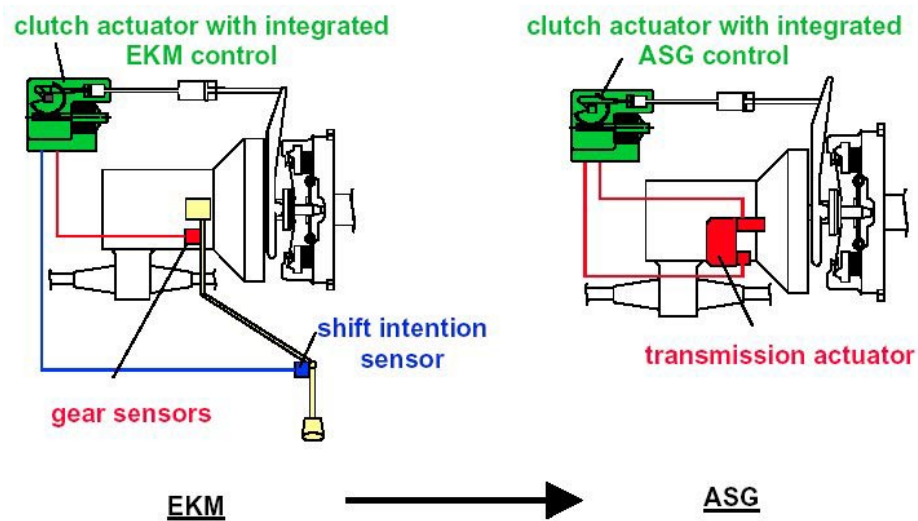 clutch actuator with integrated
EKM control
clutch actuator with integrated
ASG control
shift intention
sensor
gear sensors
transmission actuator
EKM
ASG